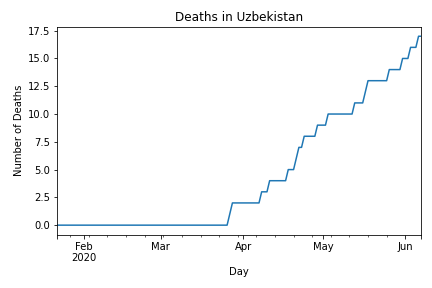 Deaths in Uzbekistan
17.5
15.0
12.5
10.0
7.5
5.0
2.5
0.0
Number of Deaths
Feb
2020
Mar
Apr
May
Jun
Day